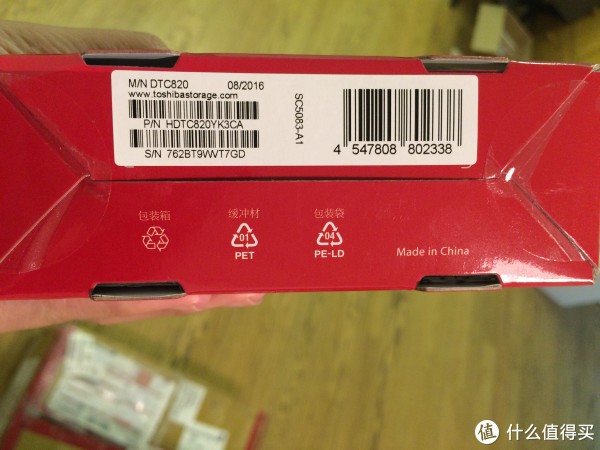 M/N DTC820 08/2016
www.toshibastorage.com
P/N HDTC820YK3CA
S/N 762BT9WVT7GD
SC5083-A1
4 547808 802338
包装箱 缓冲材 包装袋
01 04
PET PE-LD
Made in China
值 什么值得买